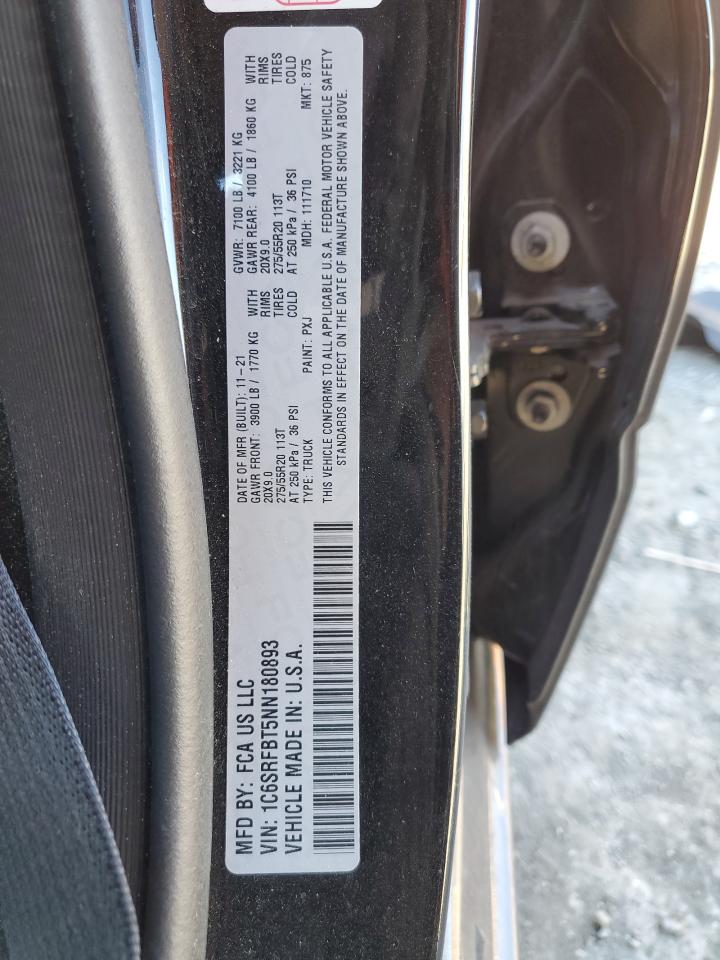 MFD BY: FCA US LLC
DATE OF MFR (BUILT): 11-21 GVWR: 7100 LB / 3221 KG
GAWR FRONT: 3900 LB / 1770 KG WITH GAWR REAR: 4100 LB / 1860 KG WITH
20X9.0 RIMS 20X9.0 RIMS
275/55R20 113T TIRES 275/55R20 113T TIRES
AT 250 kPa / 36 PSI COLD AT 250 kPa / 36 PSI COLD
VIN: 1C6SRFBT5NN180893
TYPE: TRUCK PAINT: PXJ MDH: 111710 MKT: 875
VEHICLE MADE IN: U.S.A.
THIS VEHICLE CONFORMS TO ALL APPLICABLE U.S.A. FEDERAL MOTOR VEHICLE SAFETY
STANDARDS IN EFFECT ON THE DATE OF MANUFACTURE SHOWN ABOVE.